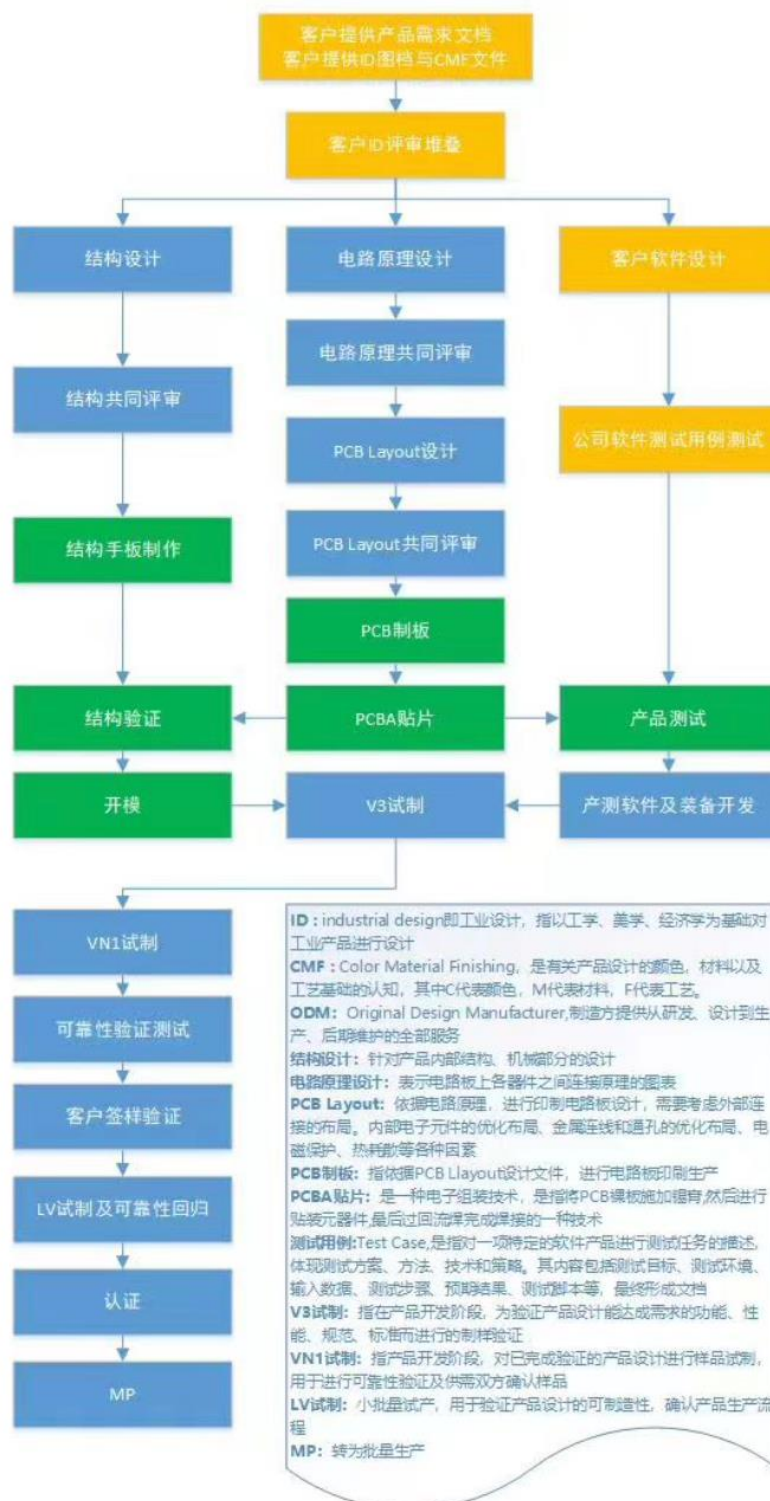 客户提供产品需求文档
客户提供ID图档与CMF文件
客户ID评审堆叠
结构设计
电路原理设计
客户软件设计
电路原理共同评审
结构共同评审
公司软件测试用例测试
PCB Layout设计
结构手板制作
PCB Layout共同评审
PCB制板
结构验证
PCBA贴片
产品测试
开模
V3试制
产测软件及装备开发
VN1试制
可靠性验证测试
客户签样验证
LV试制及可靠性回归
认证
MP
ID：industrial design即工业设计，指以工学、美学、经济学为基础对
工业产品进行设计
CMF：Color Material Finishing，是有关产品设计的颜色，材料以及
工艺基础的认知，其中C代表颜色，M代表材料，F代表工艺。
ODM：Original Design Manufacturer,制造方提供从研发、设计到生
产、后期维护的全部服务
结构设计：针对产品内部结构、机械部分的设计
电路原理设计：表示电路板上各器件之间连接原理的图表
PCB Layout：依据电路原理，进行印制电路板设计，需要考虑外部连
接的布局。内部电子元件的优化布局、金属连线和通孔的优化布局、电
磁保护、热耗散等各种因素
PCB制板：指依据PCB Llayout设计文件，进行电路板印刷生产
PCBA贴片：是一种电子组装技术，是指将PCB裸板施加锡膏,然后进行
贴装元器件,最后过回流焊完成焊接的一种技术
测试用例:Test Case,是指对一项特定的软件产品进行测试任务的描述,
体现测试方案、方法、技术和策略。其内容包括测试目标、测试环境、
输入数据、测试步骤、预期结果、测试脚本等，最终形成文档
V3试制：指在产品开发阶段，为验证产品设计能达成需求的功能、性
能、规范、标准而进行的制样验证
VN1试制：指产品开发阶段，对已完成验证的产品设计进行样品试制，
用于进行可靠性验证及供需双方确认样品
LV试制：小批量试产，用于验证产品设计的可制造性，确认产品生产流
程
MP：转为批量生产